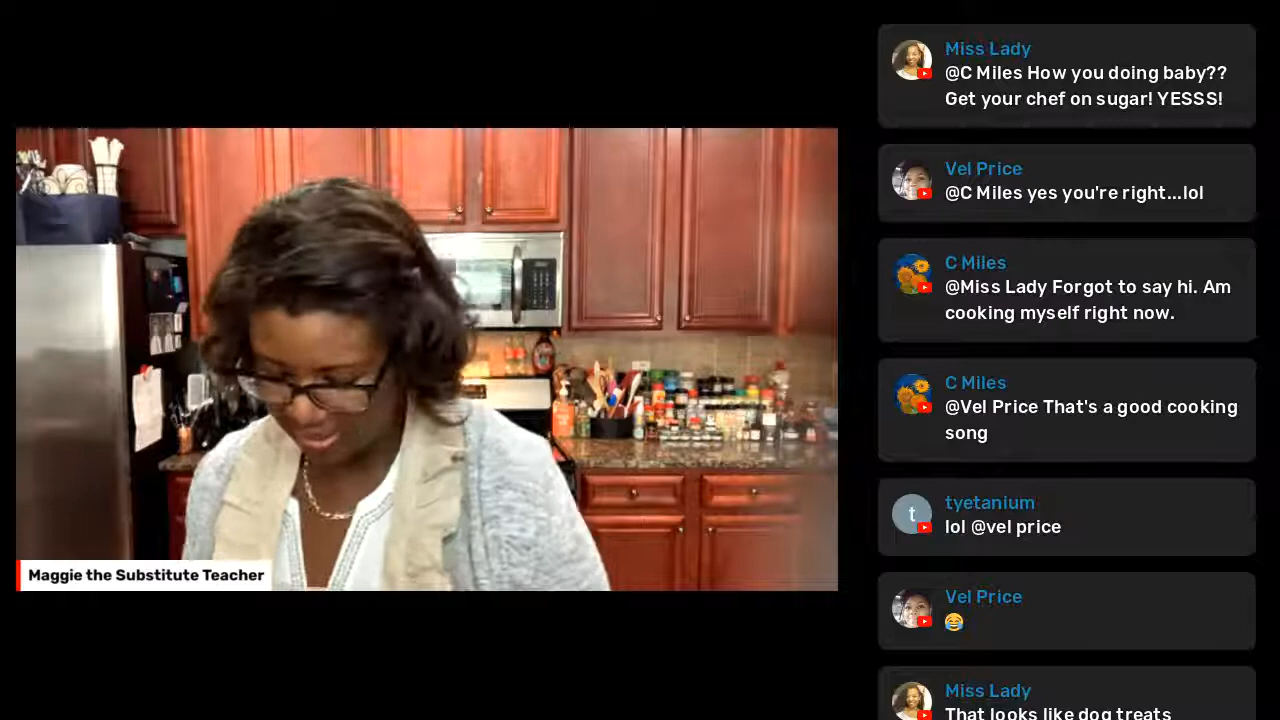 Miss Lady
@C Miles How you doing baby??
Get your chef on sugar! YESSS!
Vel Price
@C Miles yes you're right...lol
C Miles
@Miss Lady Forgot to say hi. Am
cooking myself right now.
C Miles
@Vel Price That's a good cooking
song
t
tyetanium
lol @vel price
Vel Price
😂
Miss Lady
That looks like dog treats
Maggie the Substitute Teacher